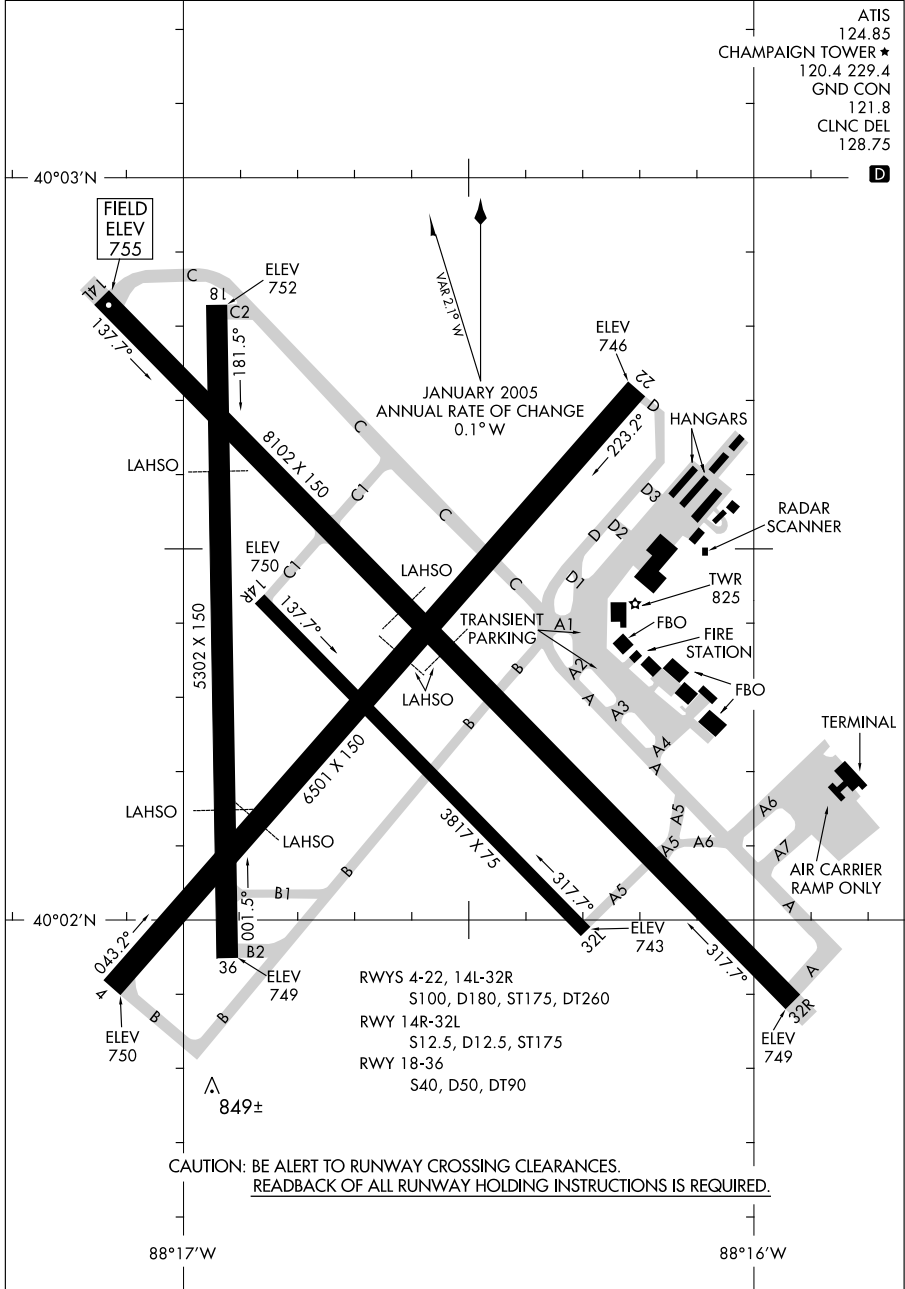 ATIS
124.85
CHAMPAIGN TOWER ★
120.4 229.4
GND CON
121.8
CLNC DEL
128.75
D
40°03'N
FIELD
ELEV
755
C
ELEV
752
14L
18
C2
137.7°
181.5°
VAR 2.1° W
ELEV
746
22
JANUARY 2005
ANNUAL RATE OF CHANGE
0.1° W
D
HANGARS
223.2°
C
LAHSO
8102 X 150
C1
D3
C
D2
D
RADAR
SCANNER
ELEV
750
C1
LAHSO
14R
137.7°
C
D1
TWR
825
TRANSIENT
PARKING
A1
FBO
FIRE
STATION
5302 X 150
B
A2
LAHSO
A
A3
FBO
B
A4
TERMINAL
A
6501 X 150
LAHSO
3817 X 75
A5
A6
LAHSO
A5
A6
A7
B
AIR CARRIER
RAMP ONLY
B1
317.7°
A5
A
40°02'N
001.5°
043.2°
32L
ELEV
743
317.7°
B2
A
36
ELEV
749
4
RWYS 4-22, 14L-32R
S100, D180, ST175, DT260
RWY 14R-32L
S12.5, D12.5, ST175
RWY 18-36
S40, D50, DT90
32R
B
B
ELEV
750
ELEV
749
849±
CAUTION: BE ALERT TO RUNWAY CROSSING CLEARANCES.
READBACK OF ALL RUNWAY HOLDING INSTRUCTIONS IS REQUIRED.
88°17'W
88°16'W